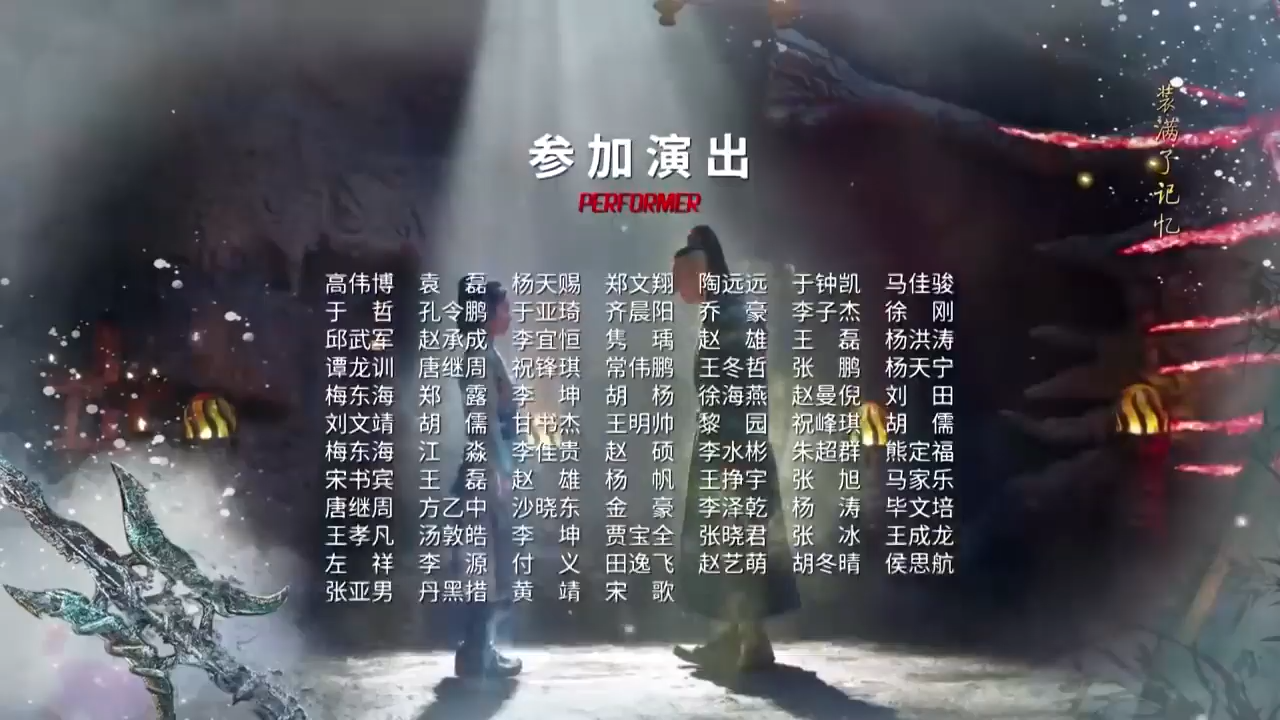 参加演出
PERFORMER
高伟博 袁磊 杨天赐 郑文翔 陶远远 于钟凯 马佳骏
于哲 孔令鹏 于亚琦 齐晨阳 乔豪 李子杰 徐刚
邱武军 赵承成 李宜恒 隽瑀 赵雄 王磊 杨洪涛
谭龙训 唐继周 祝锋琪 常伟鹏 王冬哲 张鹏 杨天宁
梅东海 郑露 李坤 胡杨 徐海燕 赵曼倪 刘田
刘文靖 胡儒 甘书杰 王明帅 黎园 祝峰琪 胡儒
梅东海 江淼 李佳贵 赵硕 李水彬 朱超群 熊定福
宋书宾 王磊 赵雄 杨帆 王挣宇 张旭 马家乐
唐继周 方乙中 沙晓东 金豪 李泽乾 杨涛 毕文培
王孝凡 汤敦皓 李坤 贾宝全 张晓君 张冰 王成龙
左祥 李源 付义 田逸飞 赵艺萌 胡冬晴 侯思航
张亚男 丹黑措 黄靖 宋歌
装满了记忆